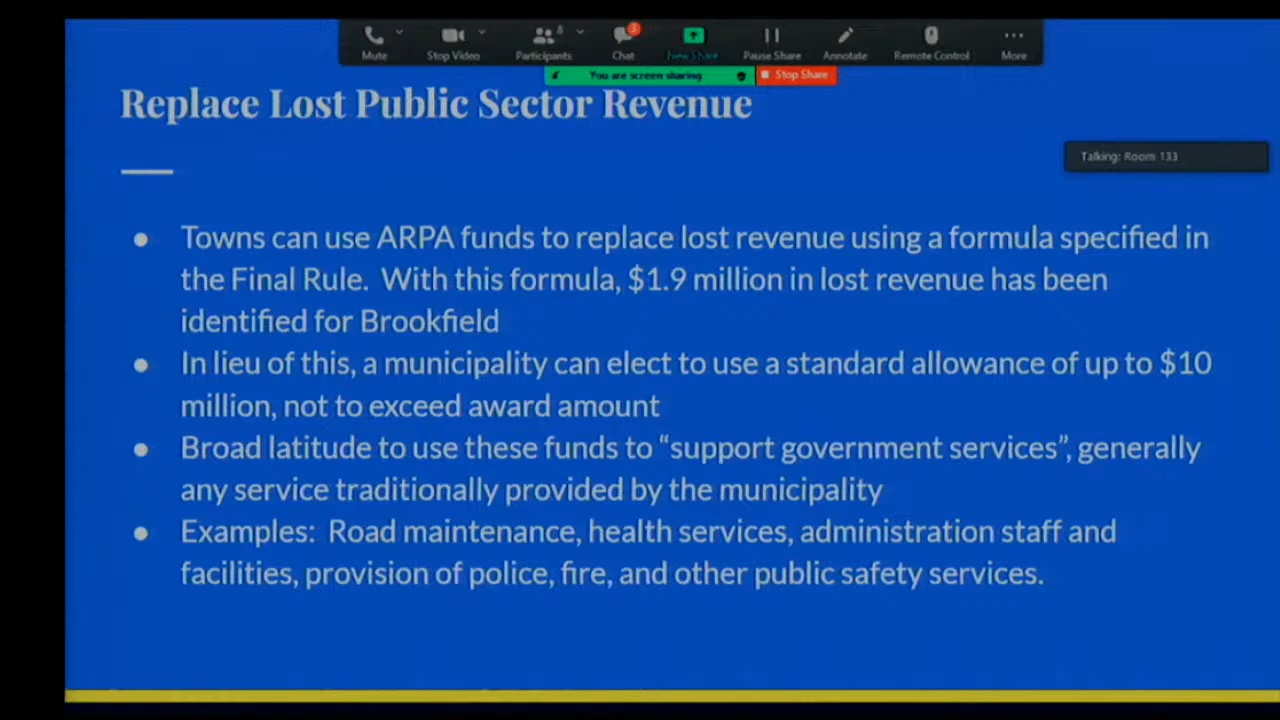 Mute
Stop Video
Participants
8
Chat
3
New Share
Pause Share
Annotate
Remote Control
More
You are screen sharing
Stop Share
Replace Lost Public Sector Revenue
Talking: Room 133
● Towns can use ARPA funds to replace lost revenue using a formula specified in
the Final Rule.  With this formula, $1.9 million in lost revenue has been
identified for Brookfield
● In lieu of this, a municipality can elect to use a standard allowance of up to $10
million, not to exceed award amount
● Broad latitude to use these funds to “support government services”, generally
any service traditionally provided by the municipality
● Examples:  Road maintenance, health services, administration staff and
facilities, provision of police, fire, and other public safety services.